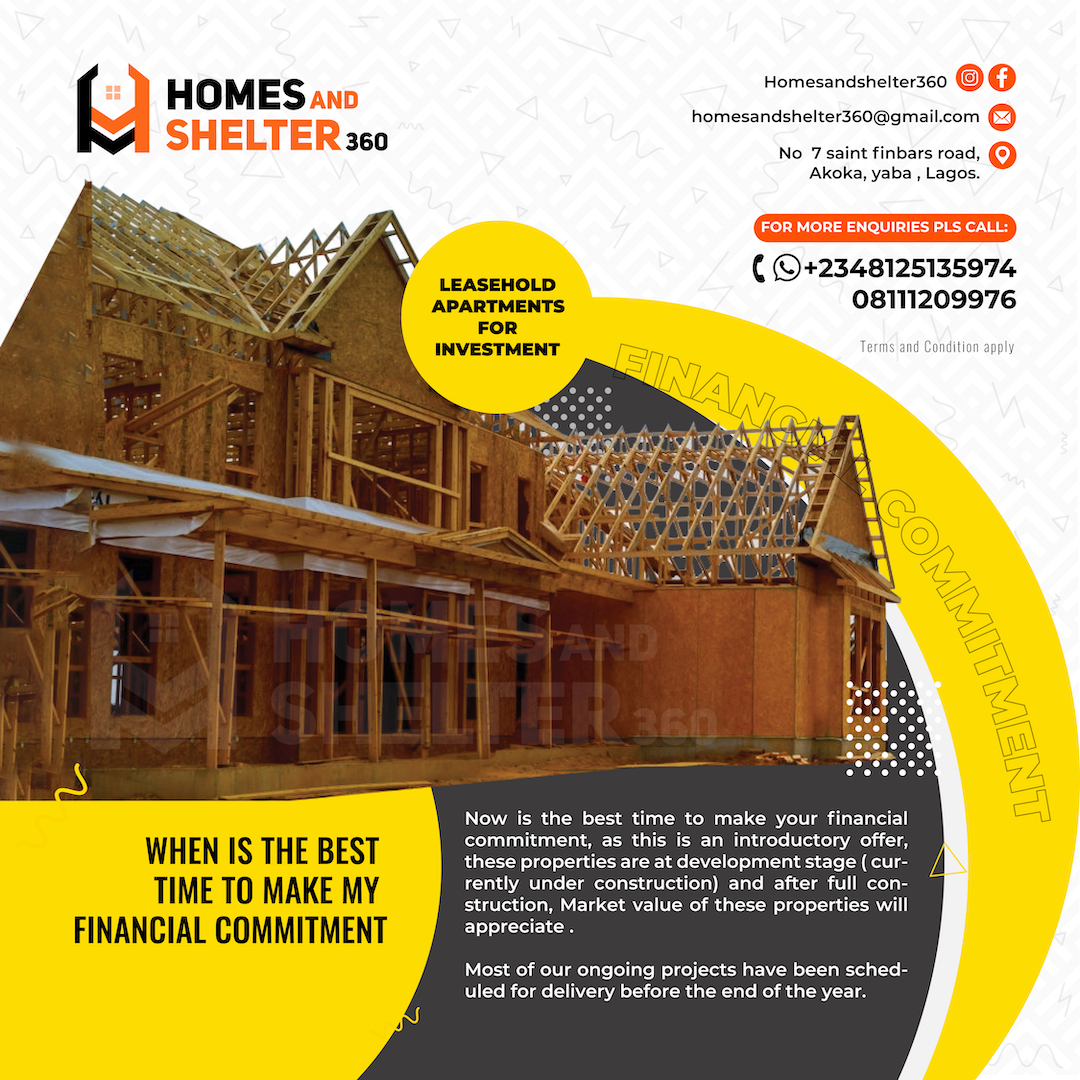 HOMES AND
SHELTER 360
Homesandshelter360
homesandshelter360@gmail.com
No 7 saint finbars road,
Akoka, yaba , Lagos.
FOR MORE ENQUIRIES PLS CALL:
+2348125135974
08111209976
Terms and Condition apply
LEASEHOLD
APARTMENTS
FOR
INVESTMENT
FINANCIAL COMMITMENT
HOMES AND
SHELTER 360
WHEN IS THE BEST
TIME TO MAKE MY
FINANCIAL COMMITMENT
Now is the best time to make your financial
commitment, as this is an introductory offer,
these properties are at development stage ( cur-
rently under construction) and after full con-
struction, Market value of these properties will
appreciate .
Most of our ongoing projects have been sched-
uled for delivery before the end of the year.